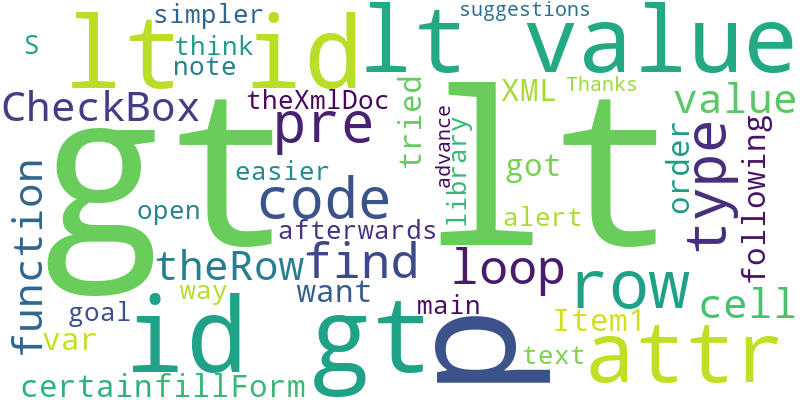 simpler
suggestions
S
lt id
lt value
think
note
CheckBox
theXmlDoc
XML
Thanks
value
pre
tried
advance
library
order
type
following
gt
lt
easier
got
code
open
afterwards
alert
function
theRow
find
loop
row
way
want
main
cell
goal
id
gt
p
Item1
var
attr
text
certainfillForm